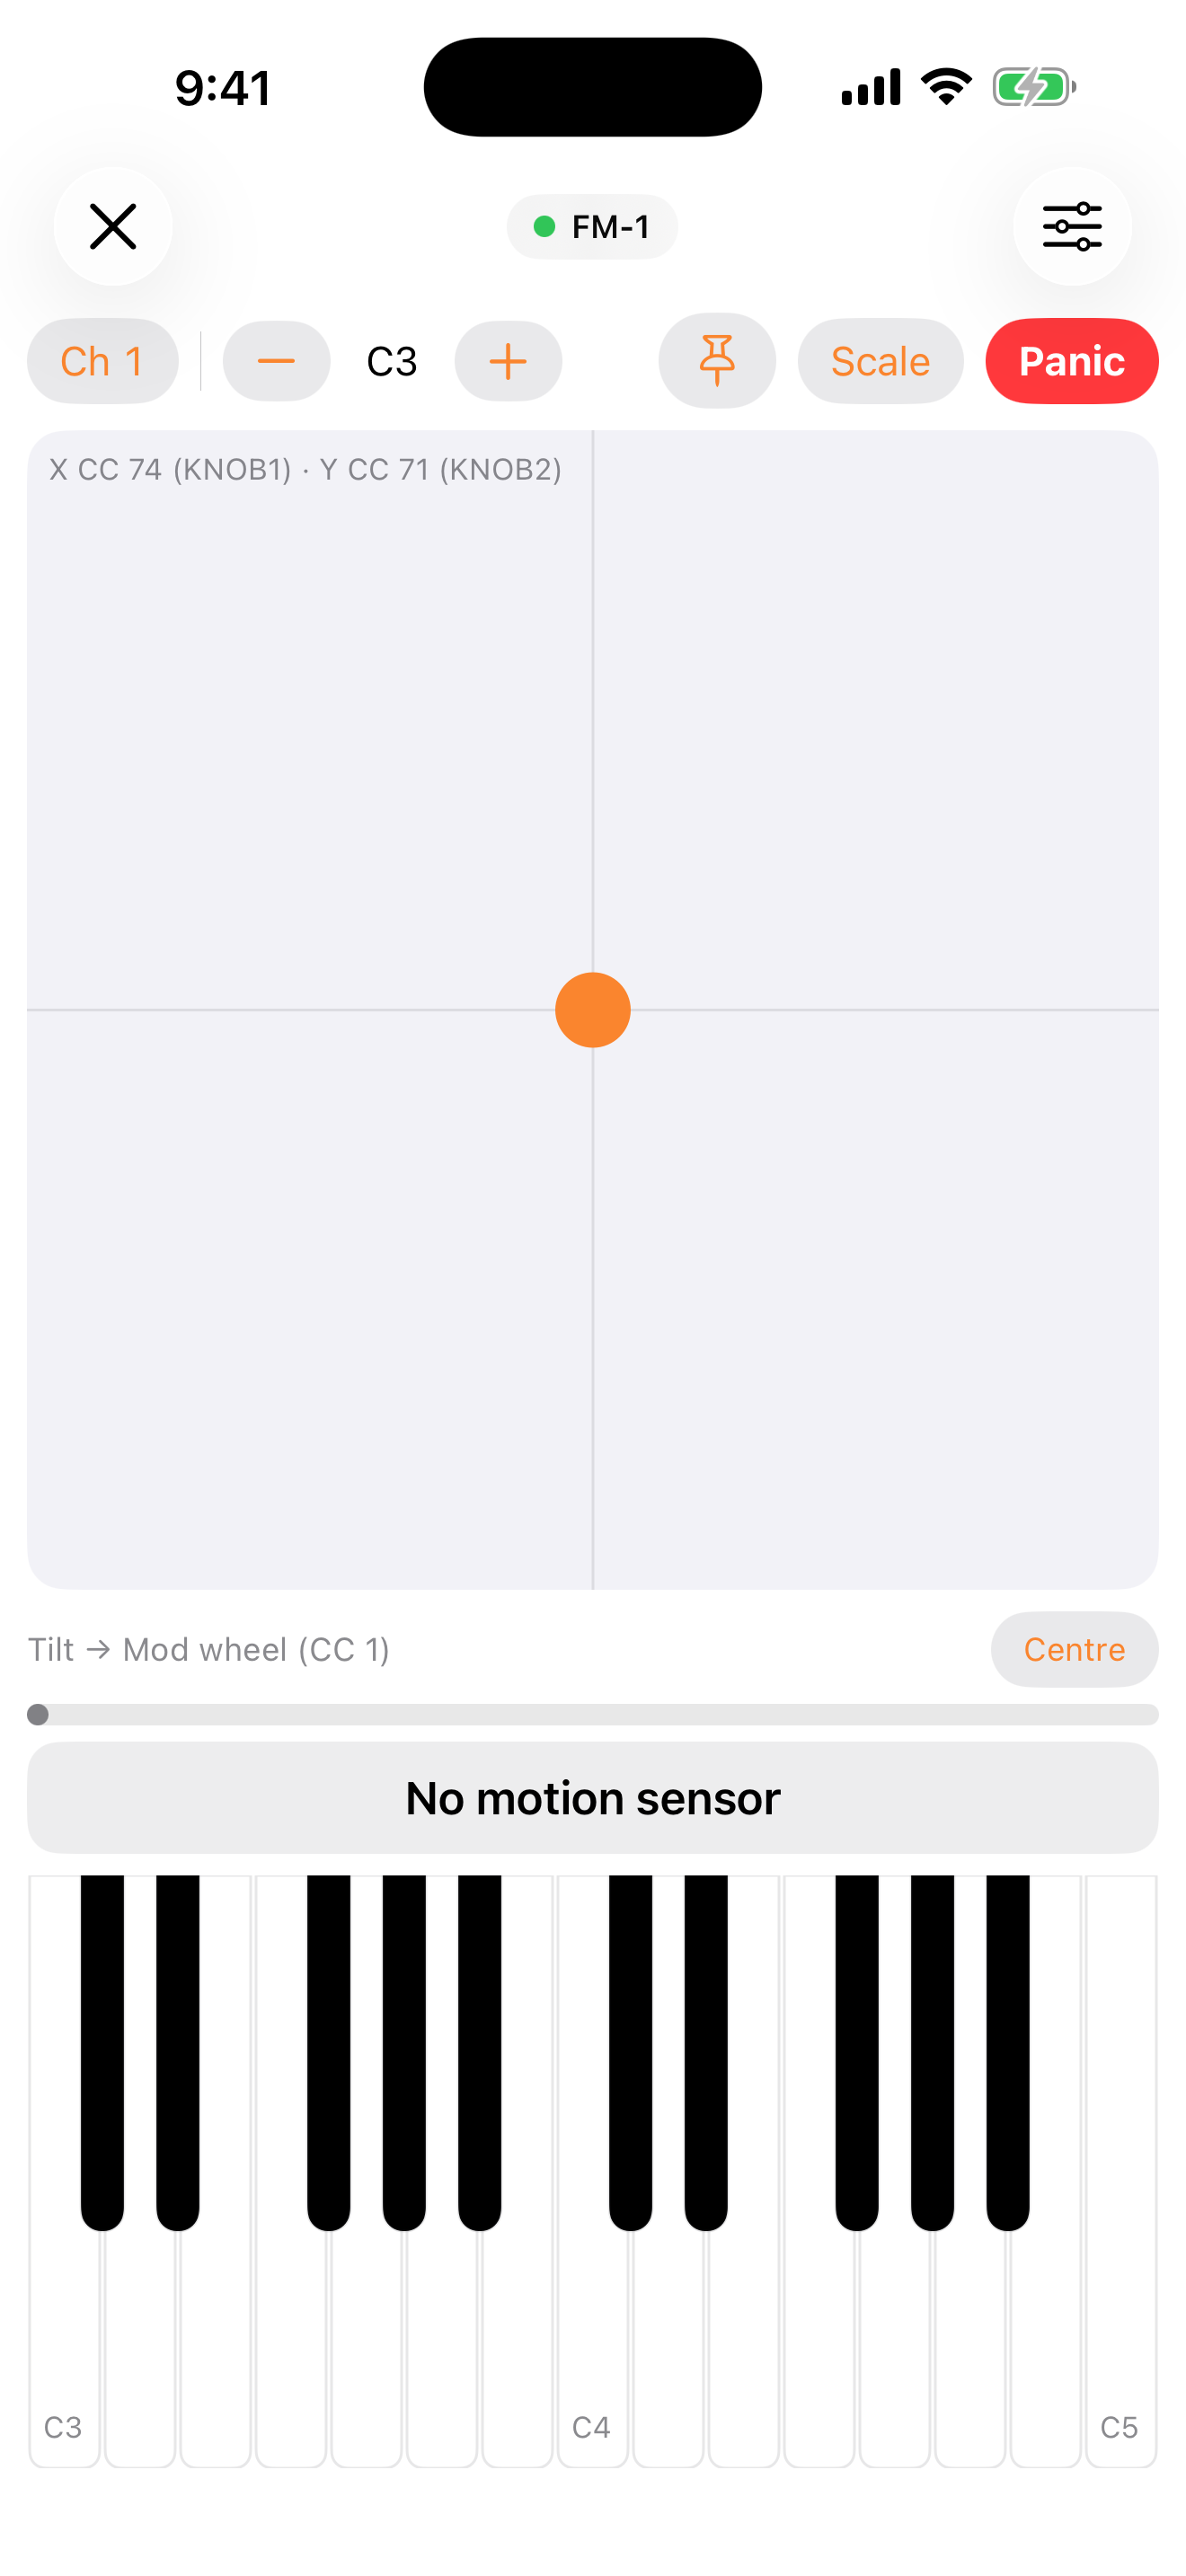 9:41
FM-1
Ch 1
C3
Scale
Panic
X CC 74 (KNOB1) · Y CC 71 (KNOB2)
Tilt → Mod wheel (CC 1)
Centre
No motion sensor
C3
C4
C5